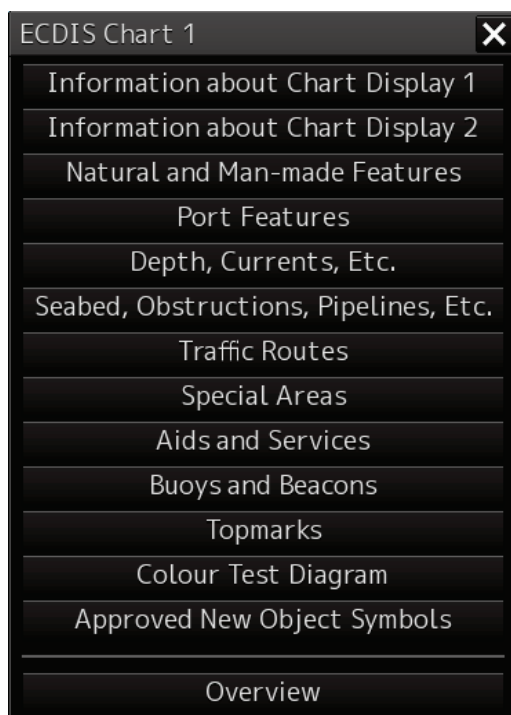 ECDIS Chart 1
Information about Chart Display 1
Information about Chart Display 2
Natural and Man-made Features
Port Features
Depth, Currents, Etc.
Seabed, Obstructions, Pipelines, Etc.
Traffic Routes
Special Areas
Aids and Services
Buoys and Beacons
Topmarks
Colour Test Diagram
Approved New Object Symbols
Overview